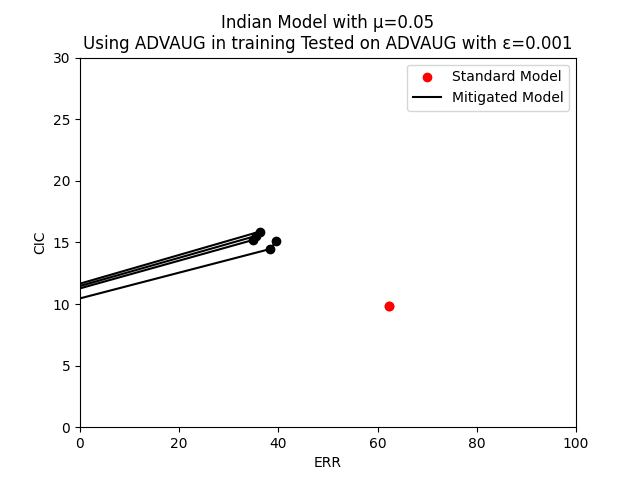 Indian Model with μ=0.05
Using ADVAUG in training Tested on ADVAUG with ε=0.001
Standard Model
Mitigated Model
30
25
20
15
10
5
0
CIC
0 20 40 60 80 100
ERR